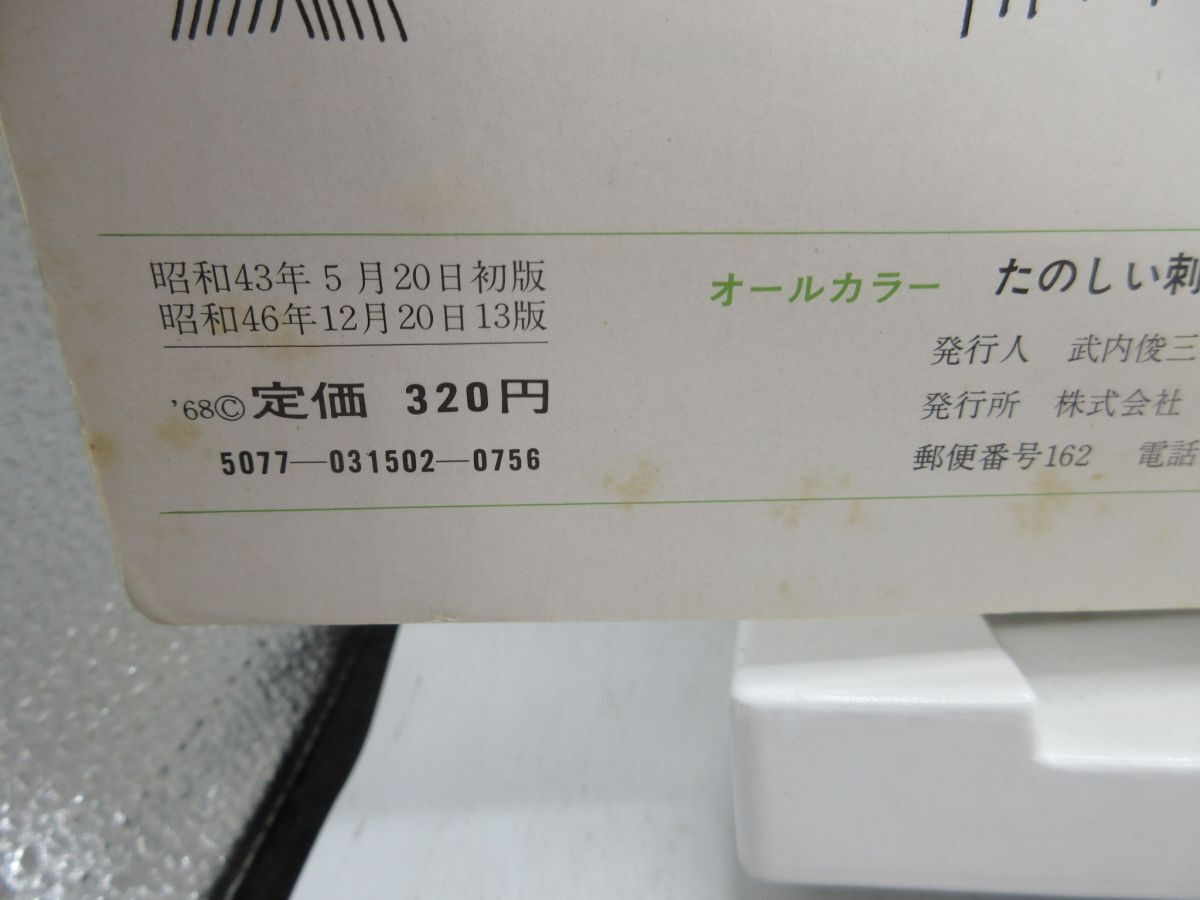 昭和43年5月20日初版
昭和46年12月20日13版
'68©定価 320円
5077—031502—0756
オールカラー たのしい刺
発行人 武内俊三
発行所 株式会社
郵便番号162 電話